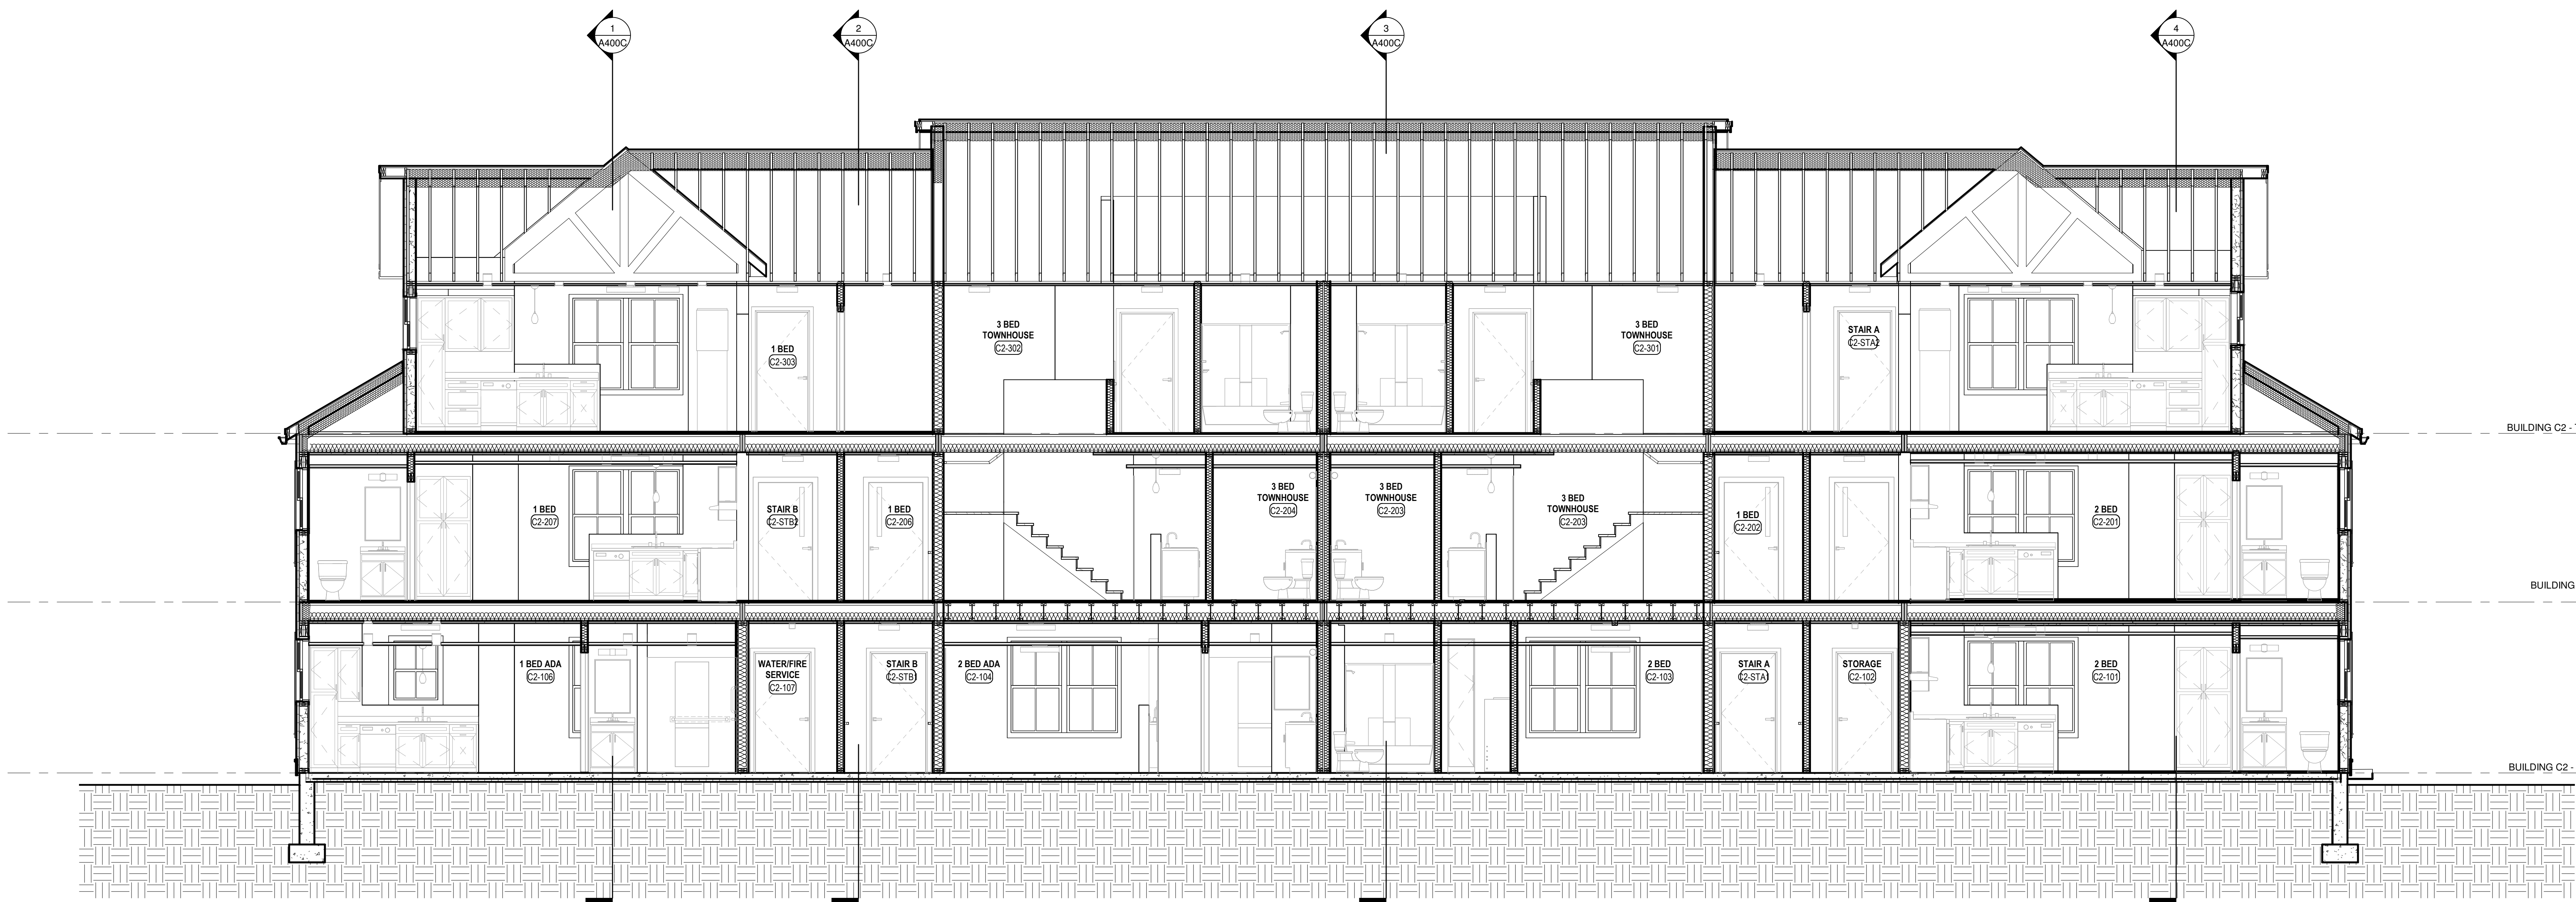 1
A400C
2
A400C
3
A400C
4
A400C
3 BED
TOWNHOUSE
C2-302
3 BED
TOWNHOUSE
C2-301
1 BED
C2-303
STAIR A
C2-STA2
BUILDING C2 -
1 BED
C2-207
STAIR B
C2-STB2
1 BED
C2-206
3 BED
TOWNHOUSE
C2-204
3 BED
TOWNHOUSE
C2-203
3 BED
TOWNHOUSE
C2-203
1 BED
C2-202
2 BED
C2-201
BUILDING
1 BED ADA
C2-106
WATER/FIRE
SERVICE
C2-107
STAIR B
C2-STB1
2 BED ADA
C2-104
2 BED
C2-103
STAIR A
C2-STA1
STORAGE
C2-102
2 BED
C2-101
BUILDING C2 -